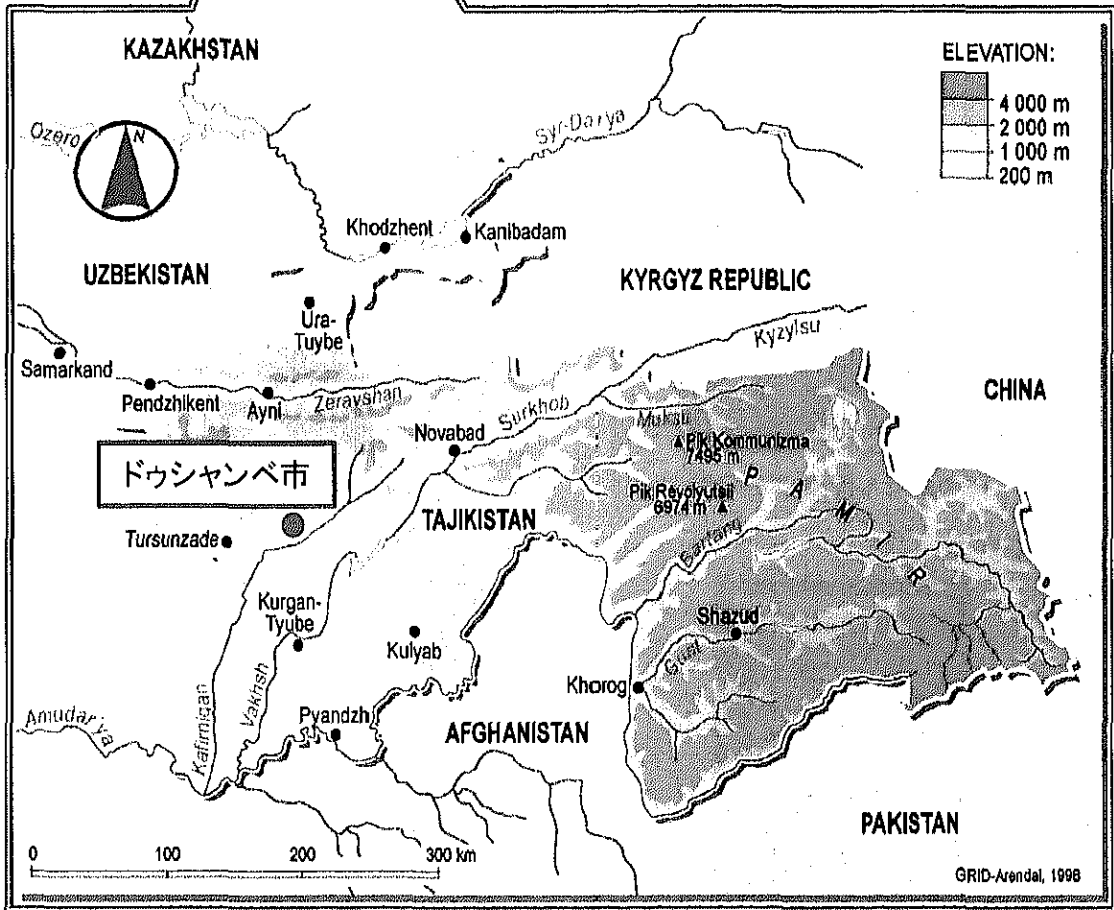 KAZAKHSTAN
ELEVATION:
4 000 m
2 000 m
1 000 m
200 m
Ozero
N
Syr-Darya
Khodzhent
Kanibadam
UZBEKISTAN
KYRGYZ REPUBLIC
Ura-
Tuybe
Kyzylsu
Samarkand
CHINA
Pendzhikent
Ayni
Zeravshan
Surkhob
Muksu
Novabad
Pik Kommunizma
7495 m
ドゥシャンベ市
PAMIR
Pik Revolyutsii
6974 m
TAJIKISTAN
Bartang
Tursunzade
Kurgan-
Tyube
Shazud
Kulyab
Gunt
Khorog
Kafirnigan
Vakhsh
Amudariya
Pyandzh
AFGHANISTAN
PAKISTAN
0 100 200 300 km
GRID-Arendal, 1998